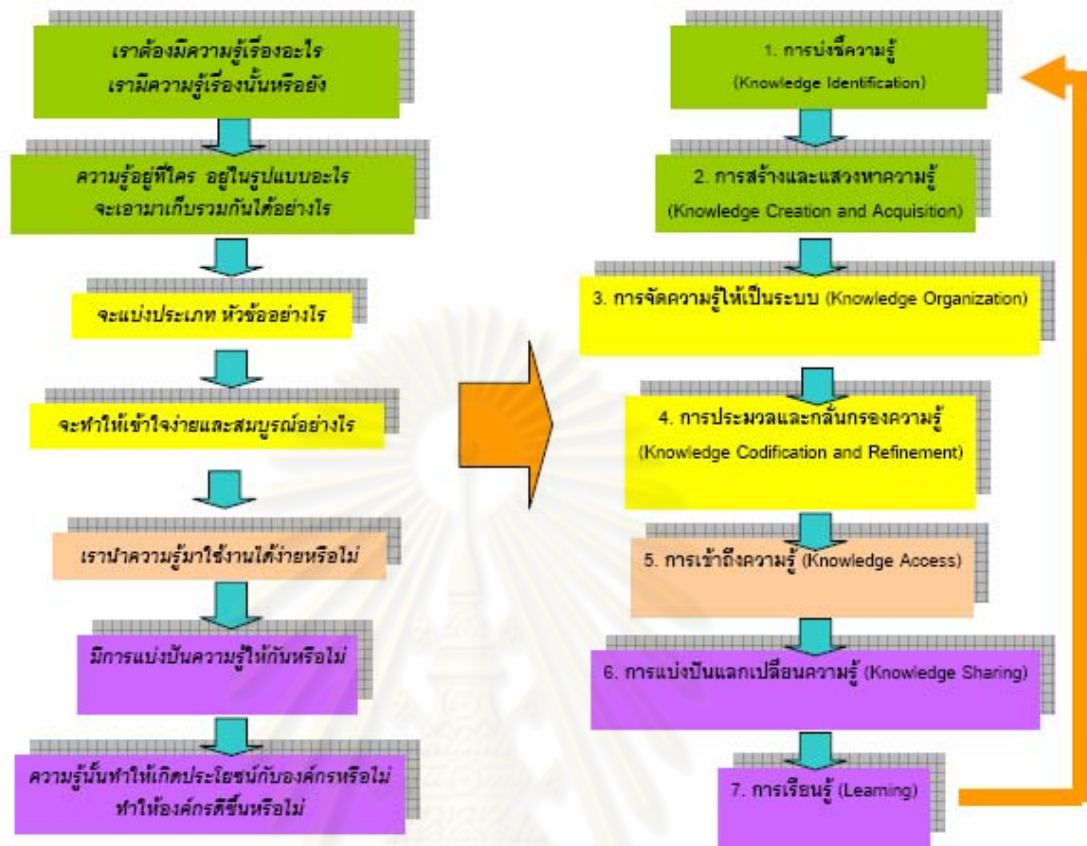 เราต้องมีความรู้เรื่องอะไร
เรามีความรู้เรื่องนั้นหรือยัง
ความรู้อยู่ที่ใคร อยู่ในรูปแบบอะไร
จะเอามาเก็บรวมกันได้อย่างไร
จะแบ่งประเภท หัวข้ออย่างไร
จะทำให้เข้าใจง่ายและสมบูรณ์อย่างไร
เรานำความรู้มาใช้งานได้ง่ายหรือไม่
มีการแบ่งปันความรู้ให้กันหรือไม่
ความรู้นั้นทำให้เกิดประโยชน์กับองค์กรหรือไม่
ทำให้องค์กรดีขึ้นหรือไม่
1. การบ่งชี้ความรู้
(Knowledge Identification)
2. การสร้างและแสวงหาความรู้
(Knowledge Creation and Acquisition)
3. การจัดความรู้ให้เป็นระบบ (Knowledge Organization)
4. การประมวลและกลั่นกรองความรู้
(Knowledge Codification and Refinement)
5. การเข้าถึงความรู้ (Knowledge Access)
6. การแบ่งปันแลกเปลี่ยนความรู้ (Knowledge Sharing)
7. การเรียนรู้ (Learning)